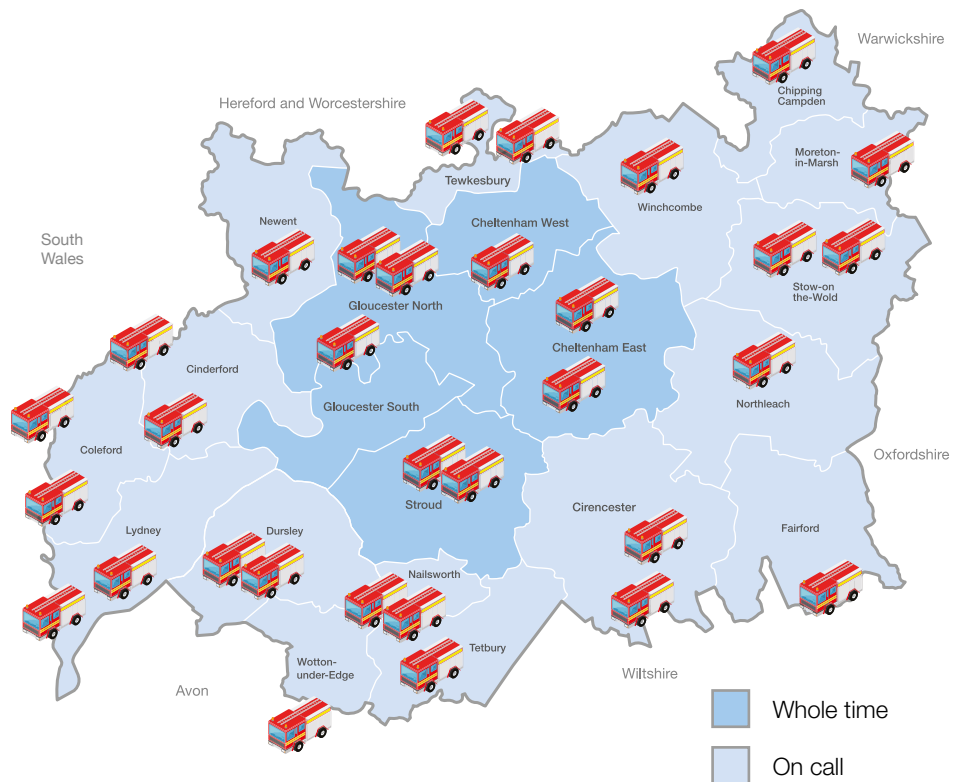 Warwickshire
Chipping
Campden
Hereford and Worcestershire
Moreton-
in-Marsh
Tewkesbury
Winchcombe
Newent
Cheltenham West
South
Wales
Stow-on
the-Wold
Gloucester North
Cheltenham East
Cinderford
Northleach
Gloucester South
Coleford
Oxfordshire
Stroud
Cirencester
Fairford
Lydney
Dursley
Nailsworth
Tetbury
Wotton-
under-Edge
Wiltshire
Avon
Whole time
On call